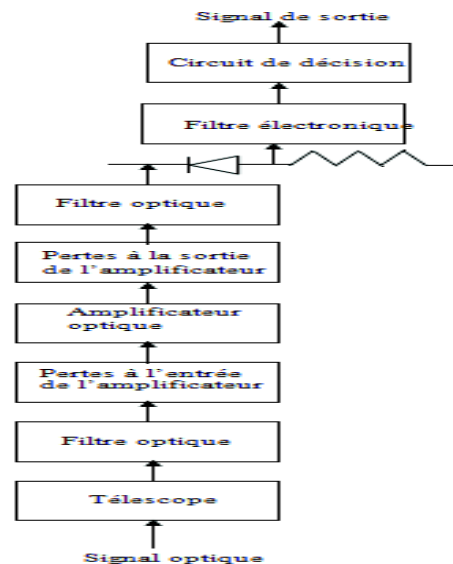 Signal de sortie
Circuit de décision
Filtre électronique
Filtre optique
Pertes à la sortie
de l'amplificateur
Amplificateur
optique
Pertes à l'entrée
de l'amplificateur
Filtre optique
Télescope
Signal optique